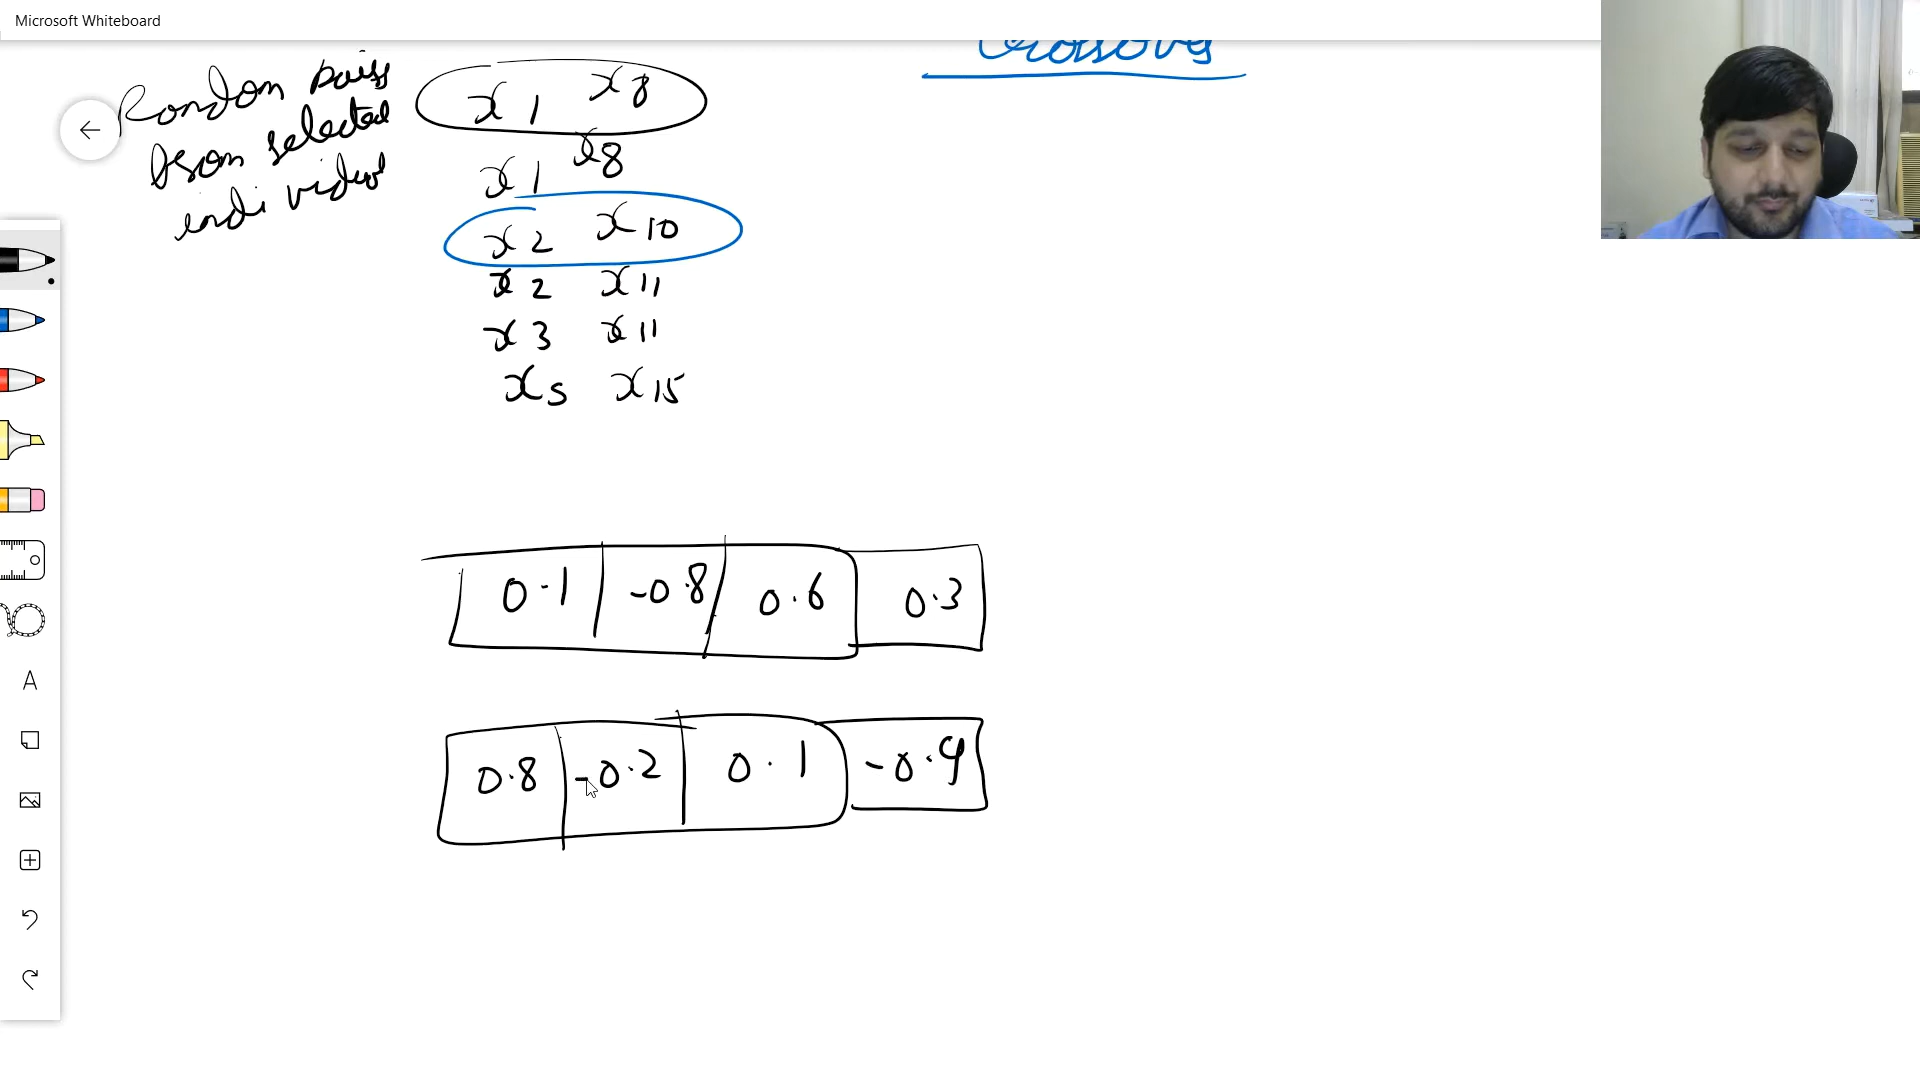 Microsoft Whiteboard
Crossover
Random pairs
from selected
individual
x1 x8
x1 x8
x2 x10
x2 x11
x3 x11
x5 x15
0.1 -0.8 0.6 0.3
0.8 -0.2 0.1 -0.9
A